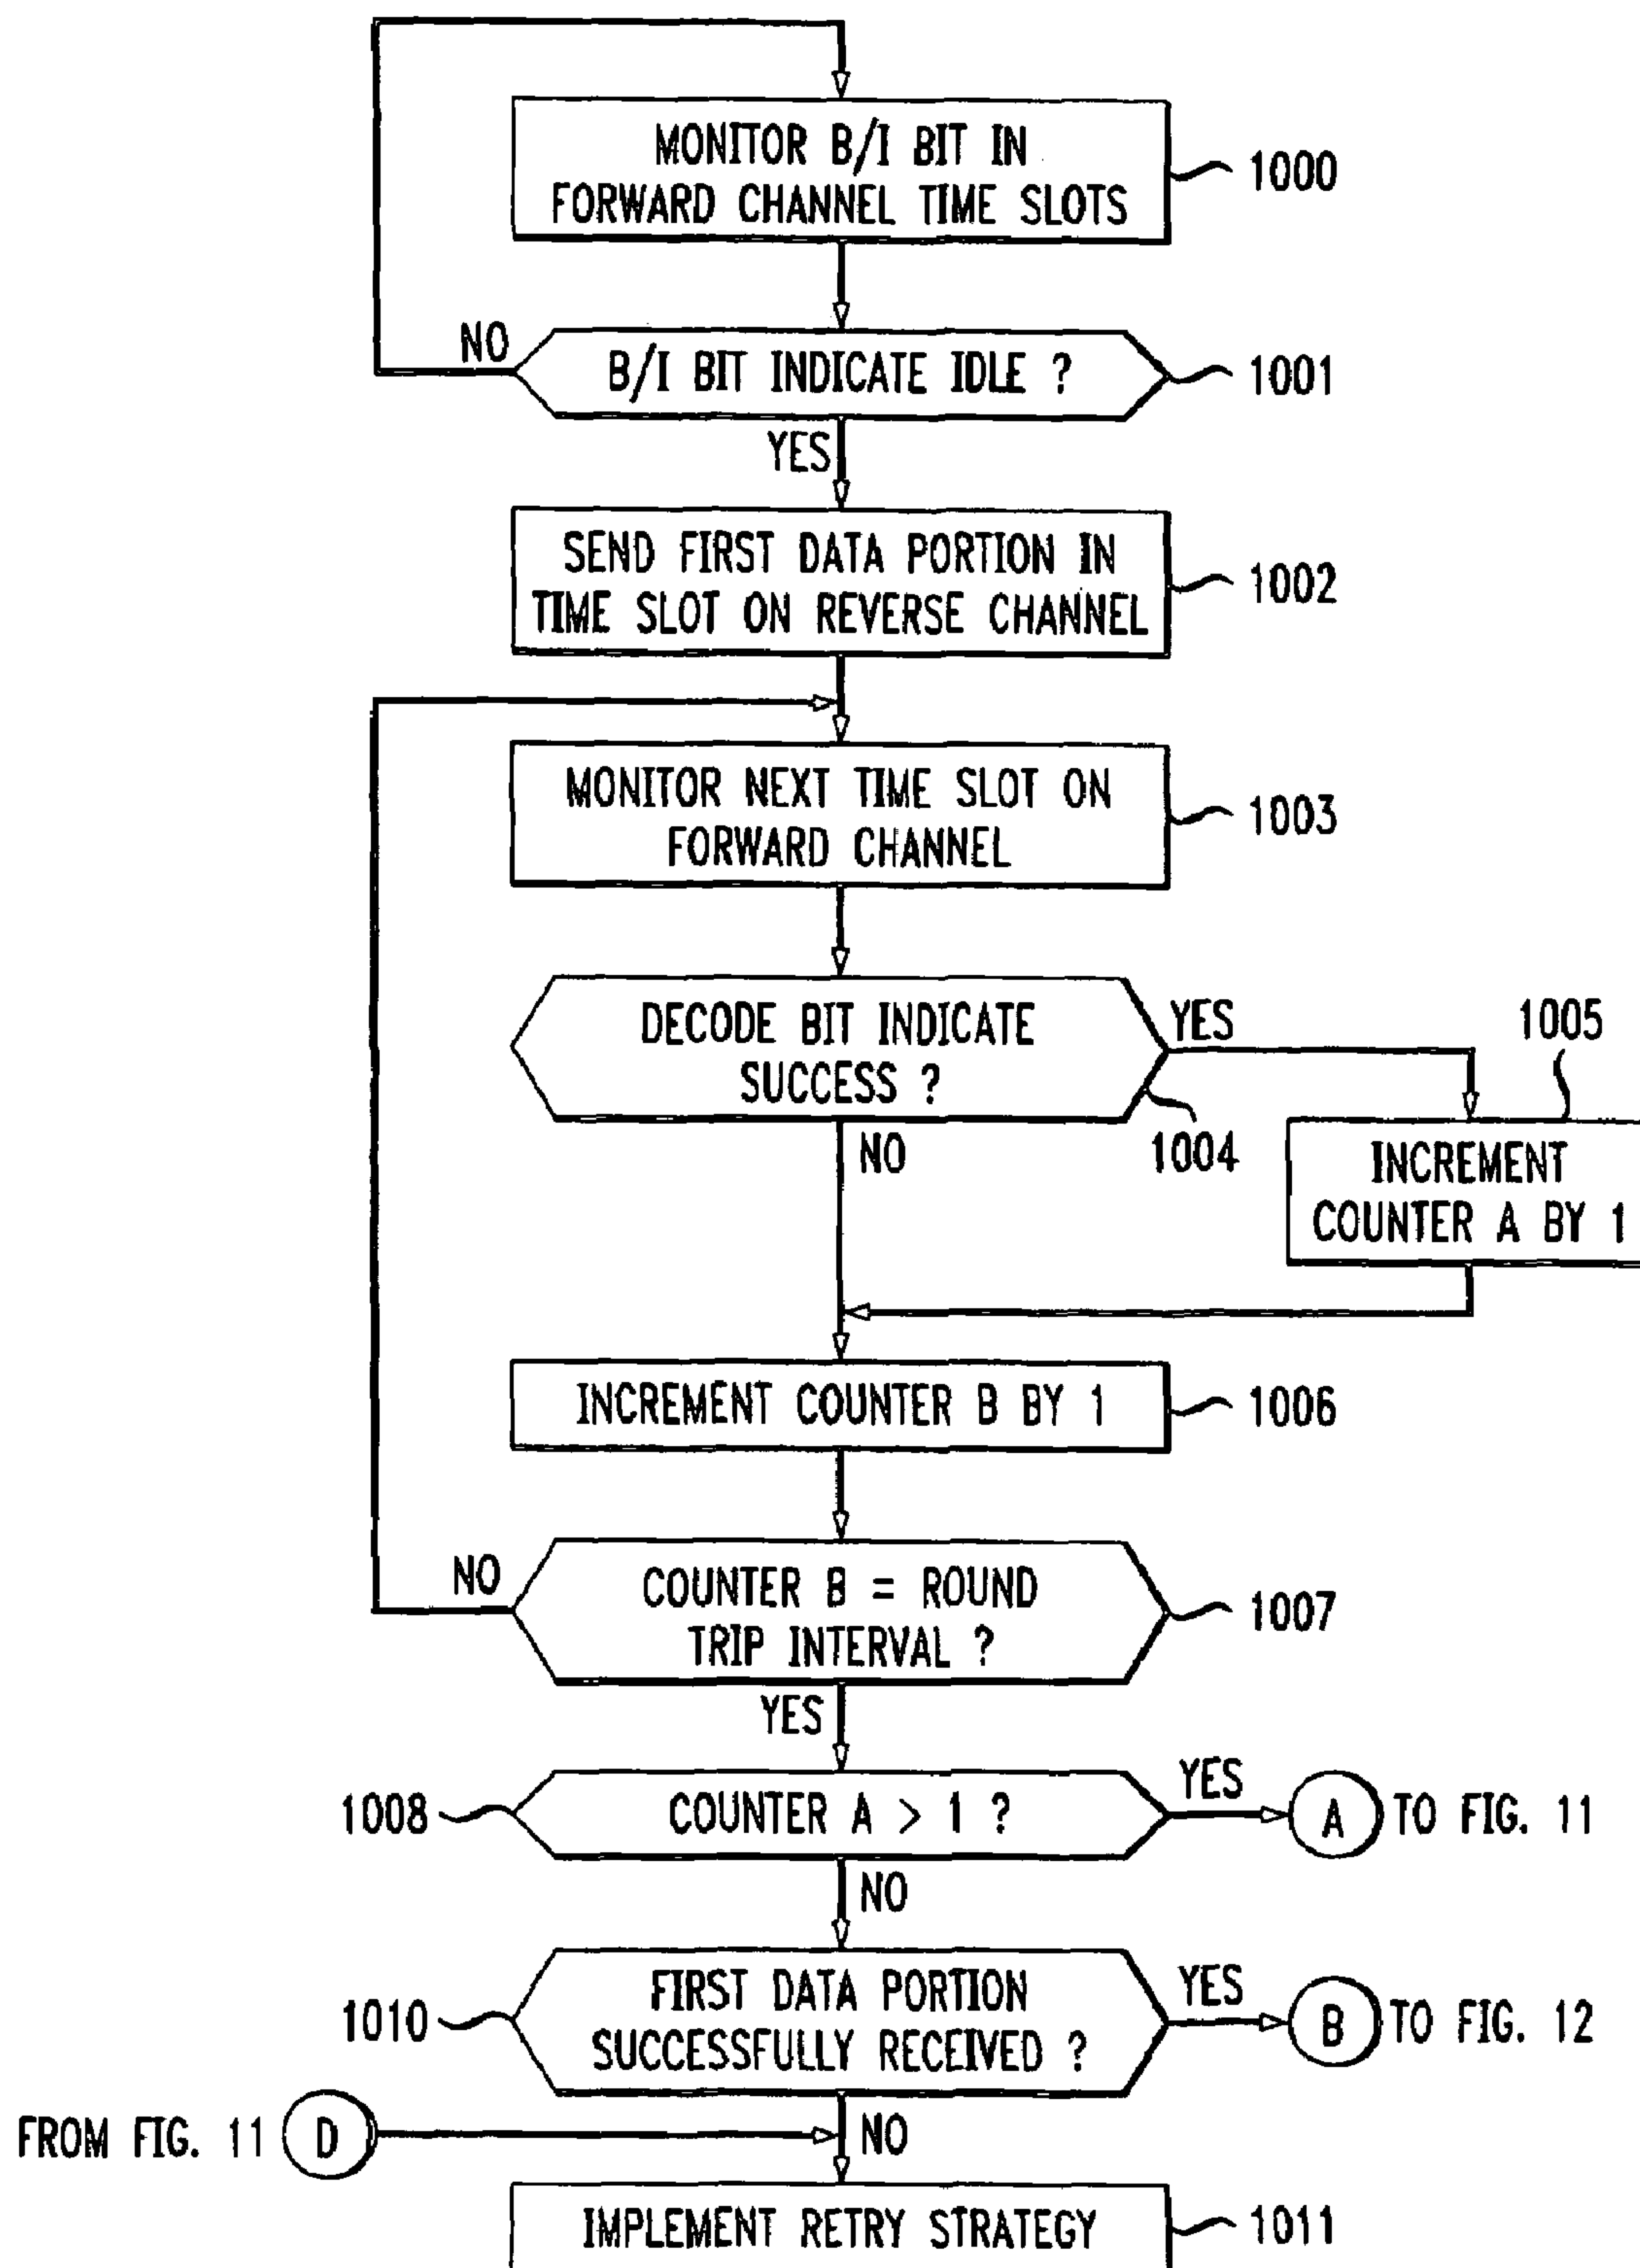 MONITOR B/I BIT IN
FORWARD CHANNEL TIME SLOTS
1000
NO
B/I BIT INDICATE IDLE ?
1001
YES
SEND FIRST DATA PORTION IN
TIME SLOT ON REVERSE CHANNEL
1002
MONITOR NEXT TIME SLOT ON
FORWARD CHANNEL
1003
DECODE BIT INDICATE
SUCCESS ?
YES
1004
NO
1005
INCREMENT
COUNTER A BY 1
INCREMENT COUNTER B BY 1
1006
NO
COUNTER B = ROUND
TRIP INTERVAL ?
1007
YES
1008
COUNTER A > 1 ?
YES
A
TO FIG. 11
NO
1010
FIRST DATA PORTION
SUCCESSFULLY RECEIVED ?
YES
B
TO FIG. 12
FROM FIG. 11
D
NO
IMPLEMENT RETRY STRATEGY
1011